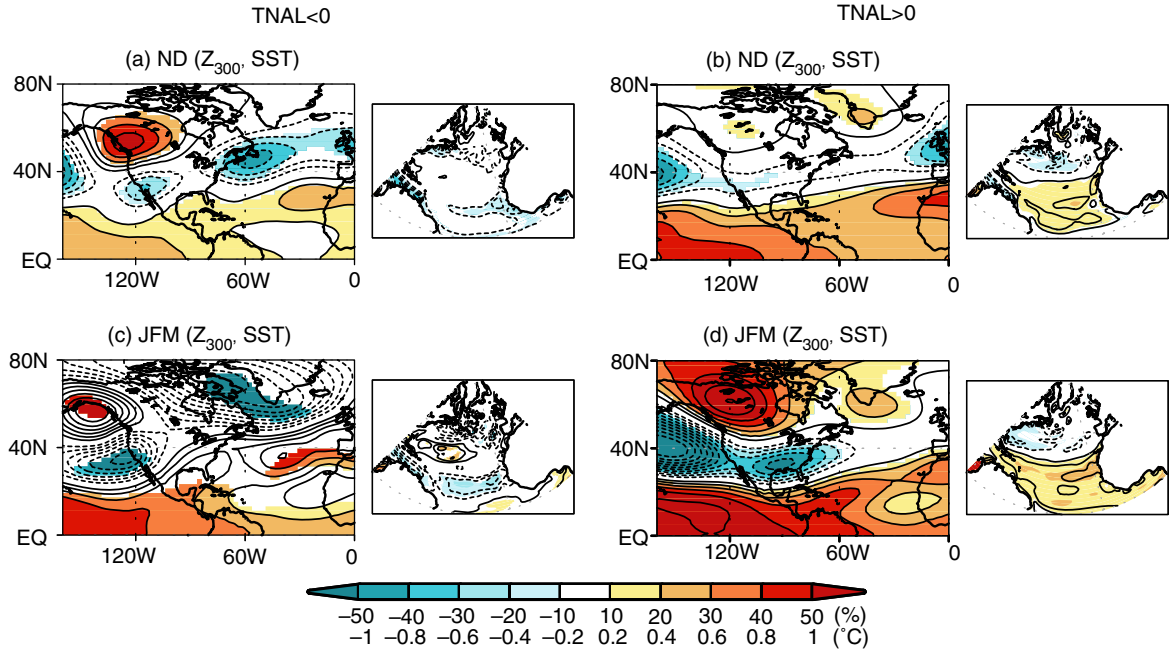 TNAL<0
TNAL>0
(a) ND (Z300, SST)
80N
40N
EQ
120W 60W 0
(b) ND (Z300, SST)
80N
40N
EQ
120W 60W 0
(c) JFM (Z300, SST)
80N
40N
EQ
120W 60W 0
(d) JFM (Z300, SST)
80N
40N
EQ
120W 60W 0
−50 −40 −30 −20 −10 10 20 30 40 50 (%)
−1 −0.8 −0.6 −0.4 −0.2 0.2 0.4 0.6 0.8 1 (°C)